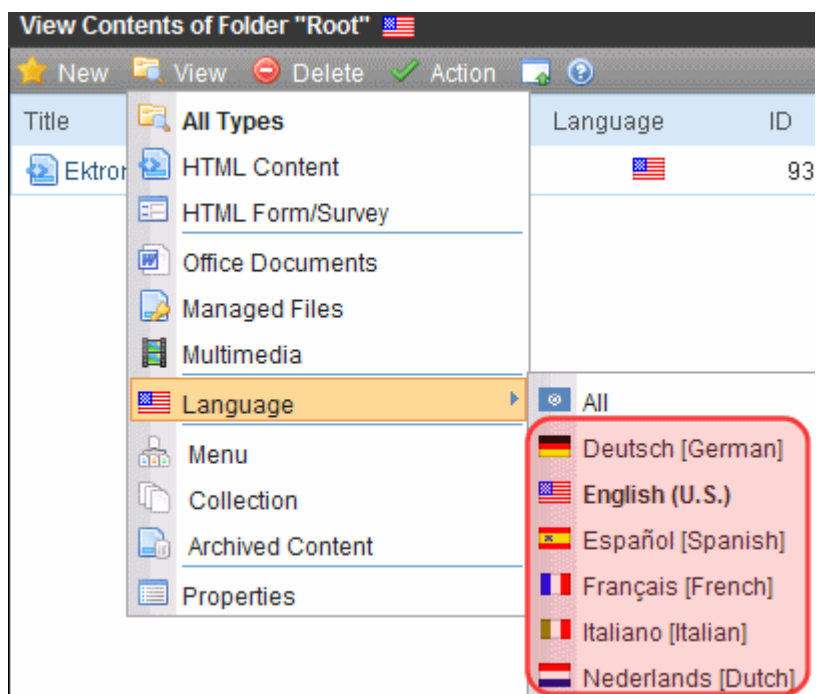 View Contents of Folder "Root"
New View Delete Action
Title Language ID
Ektron 93
All Types
HTML Content
HTML Form/Survey
Office Documents
Managed Files
Multimedia
Language
Menu
Collection
Archived Content
Properties
All
Deutsch [German]
English (U.S.)
Español [Spanish]
Français [French]
Italiano [Italian]
Nederlands [Dutch]